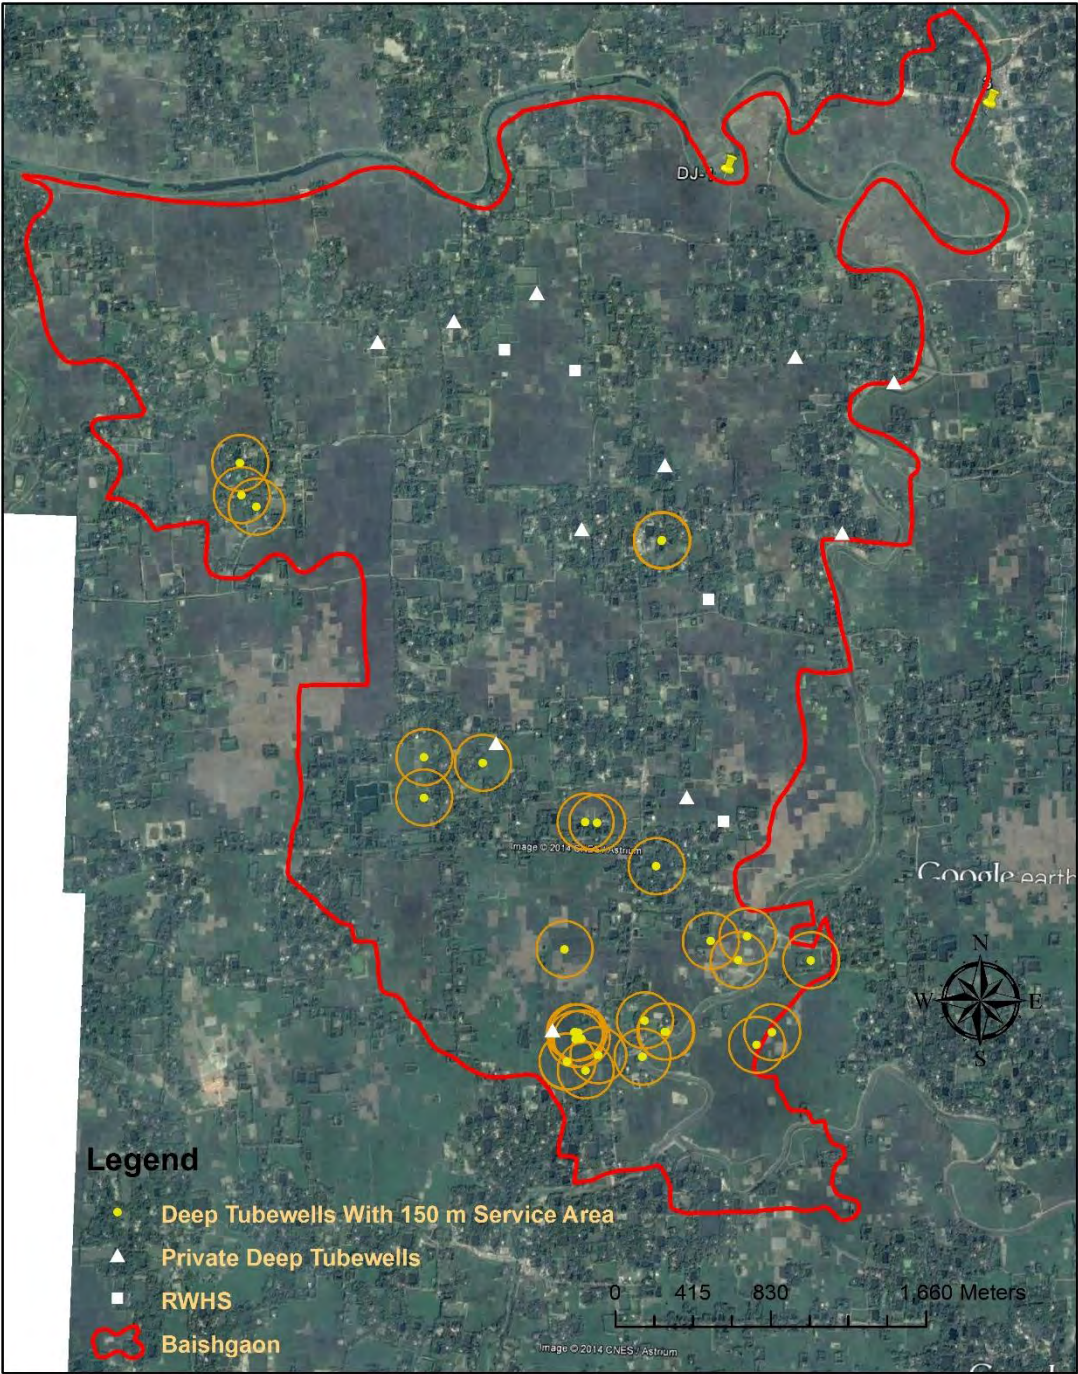 3
DJ-1
Image © 2014 CNES / Astrium
Google earth
N
W
E
S
Legend
Deep Tubewells With 150 m Service Area
Private Deep Tubewells
RWHS
Baishgaon
0 415 830 1,660 Meters
Image © 2014 CNES / Astrium